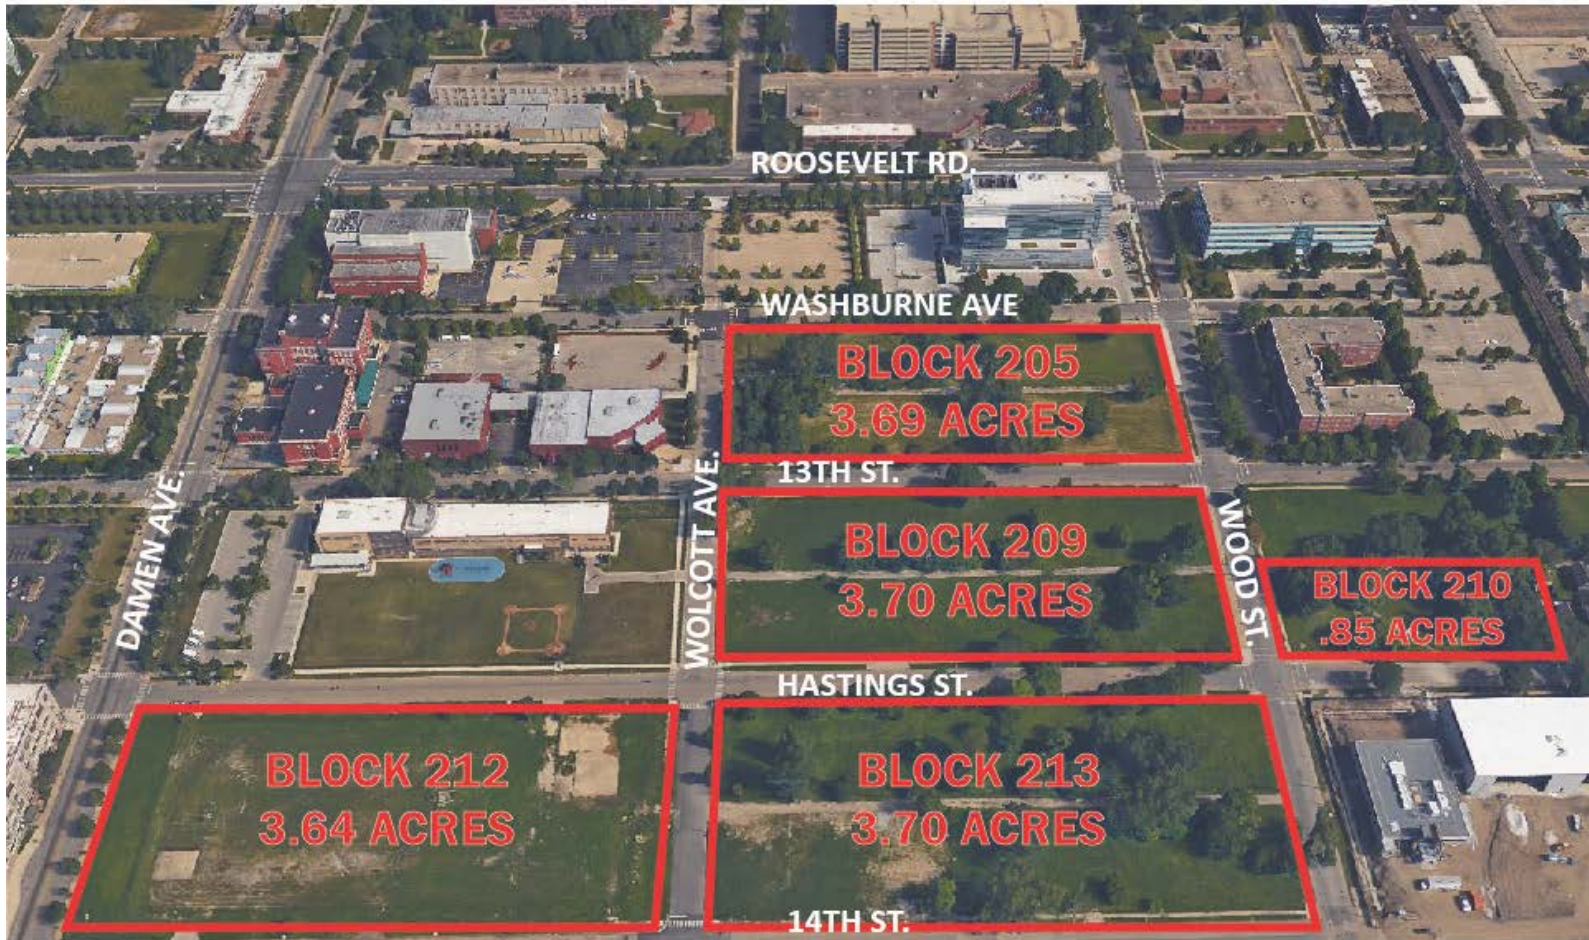 ROOSEVELT RD.
WASHBURNE AVE
BLOCK 205
3.69 ACRES
13TH ST.
DAMEN AVE.
WOLCOTT AVE.
BLOCK 209
3.70 ACRES
WOOD ST.
BLOCK 210
.85 ACRES
HASTINGS ST.
BLOCK 212
3.64 ACRES
BLOCK 213
3.70 ACRES
14TH ST.